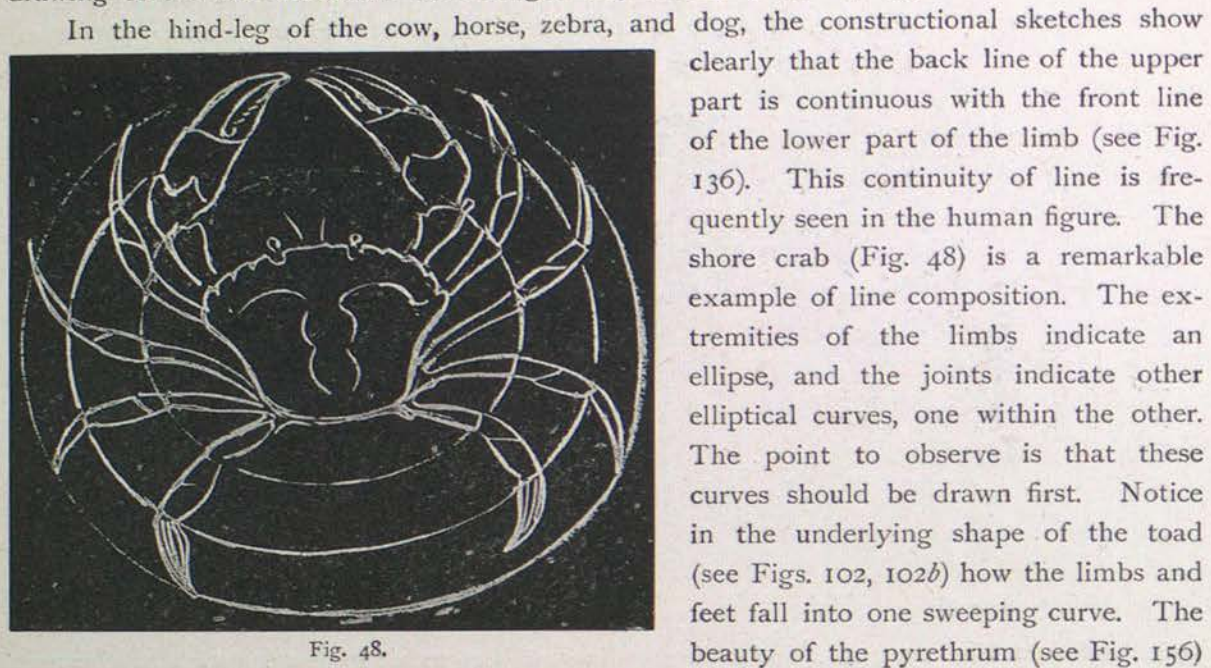 In the hind-leg of the cow, horse, zebra, and dog, the constructional sketches show
clearly that the back line of the upper
part is continuous with the front line
of the lower part of the limb (see Fig.
136). This continuity of line is fre-
quently seen in the human figure. The
shore crab (Fig. 48) is a remarkable
example of line composition. The ex-
tremities of the limbs indicate an
ellipse, and the joints indicate other
elliptical curves, one within the other.
The point to observe is that these
curves should be drawn first. Notice
in the underlying shape of the toad
(see Figs. 102, 102b) how the limbs and
feet fall into one sweeping curve. The
beauty of the pyrethrum (see Fig. 156)
Fig. 48.